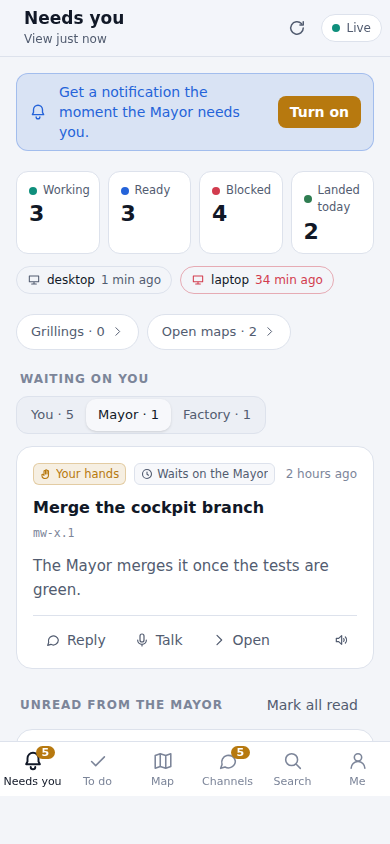 Needs you
View just now
Live
Get a notification the
moment the Mayor needs
you.
Turn on
Working
3
Ready
3
Blocked
4
Landed
today
2
desktop 1 min ago
laptop 34 min ago
Grillings · 0
Open maps · 2
WAITING ON YOU
You · 5
Mayor · 1
Factory · 1
Your hands
Waits on the Mayor
2 hours ago
Merge the cockpit branch
mw-x.1
The Mayor merges it once the tests are
green.
Reply
Talk
Open
UNREAD FROM THE MAYOR
Mark all read
5
Needs you
To do
Map
5
Channels
Search
Me